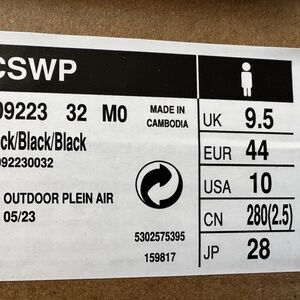 CSWP
09223 32 M0
MADE IN
CAMBODIA
ck/Black/Black
092230032
OUTDOOR PLEIN AIR
05/23
5302575395
159817
UK 9.5
EUR 44
USA 10
CN 280(2.5)
JP 28